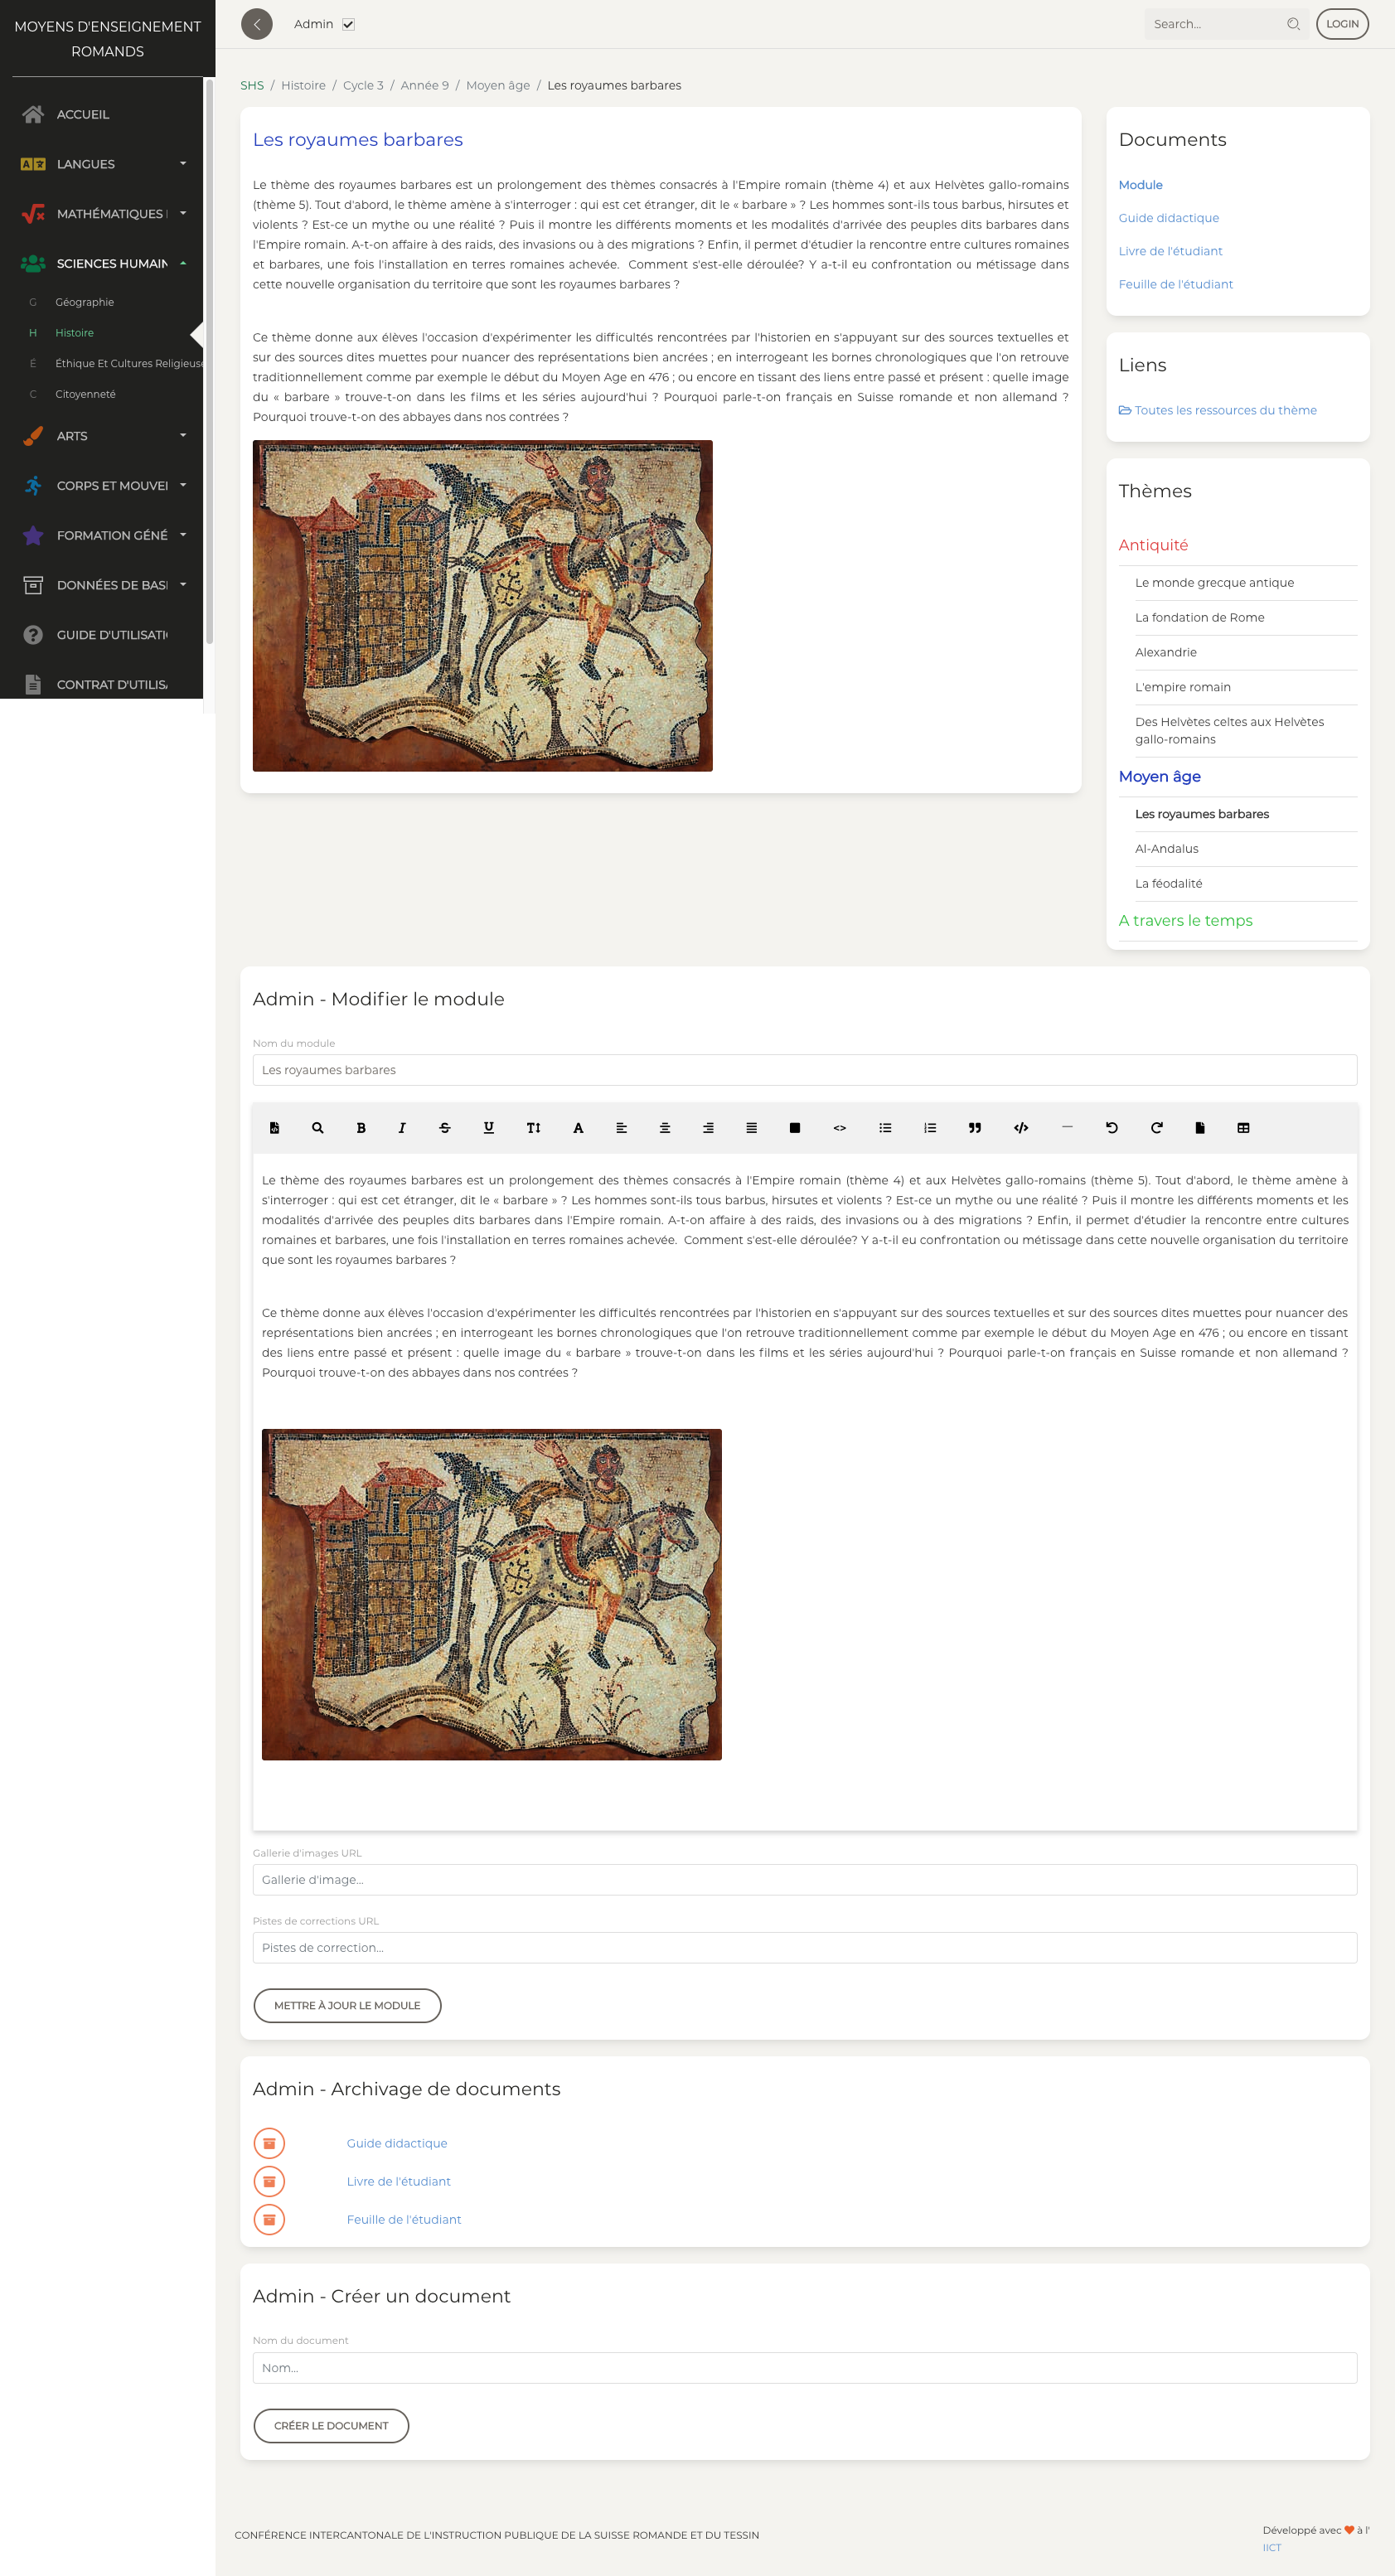 MOYENS D'ENSEIGNEMENT
ROMANDS
ACCUEIL
LANGUES
MATHÉMATIQUES
SCIENCES HUMAIN
G Géographie
H Histoire
É Éthique Et Cultures Religieuse
C Citoyenneté
ARTS
CORPS ET MOUVE
FORMATION GÉNÉ
DONNÉES DE BAS
GUIDE D'UTILISATI
CONTRAT D'UTILIS
Admin
Search...
LOGIN
SHS / Histoire / Cycle 3 / Année 9 / Moyen âge / Les royaumes barbares
Les royaumes barbares
Le thème des royaumes barbares est un prolongement des thèmes consacrés à l'Empire romain (thème 4) et aux Helvètes gallo-romains
(thème 5). Tout d'abord, le thème amène à s'interroger : qui est cet étranger, dit le « barbare » ? Les hommes sont-ils tous barbus, hirsutes et
violents ? Est-ce un mythe ou une réalité ? Puis il montre les différents moments et les modalités d'arrivée des peuples dits barbares dans
l'Empire romain. A-t-on affaire à des raids, des invasions ou à des migrations ? Enfin, il permet d'étudier la rencontre entre cultures romaines
et barbares, une fois l'installation en terres romaines achevée. Comment s'est-elle déroulée? Y a-t-il eu confrontation ou métissage dans
cette nouvelle organisation du territoire que sont les royaumes barbares ?
Ce thème donne aux élèves l'occasion d'expérimenter les difficultés rencontrées par l'historien en s'appuyant sur des sources textuelles et
sur des sources dites muettes pour nuancer des représentations bien ancrées ; en interrogeant les bornes chronologiques que l'on retrouve
traditionnellement comme par exemple le début du Moyen Age en 476 ; ou encore en tissant des liens entre passé et présent : quelle image
du « barbare » trouve-t-on dans les films et les séries aujourd'hui ? Pourquoi parle-t-on français en Suisse romande et non allemand ?
Pourquoi trouve-t-on des abbayes dans nos contrées ?
Documents
Module
Guide didactique
Livre de l'étudiant
Feuille de l'étudiant
Liens
Toutes les ressources du thème
Thèmes
Antiquité
Le monde grecque antique
La fondation de Rome
Alexandrie
L'empire romain
Des Helvètes celtes aux Helvètes
gallo-romains
Moyen âge
Les royaumes barbares
Al-Andalus
La féodalité
A travers le temps
Admin - Modifier le module
Nom du module
Les royaumes barbares
Le thème des royaumes barbares est un prolongement des thèmes consacrés à l'Empire romain (thème 4) et aux Helvètes gallo-romains (thème 5). Tout d'abord, le thème amène à
s'interroger : qui est cet étranger, dit le « barbare » ? Les hommes sont-ils tous barbus, hirsutes et violents ? Est-ce un mythe ou une réalité ? Puis il montre les différents moments et les
modalités d'arrivée des peuples dits barbares dans l'Empire romain. A-t-on affaire à des raids, des invasions ou à des migrations ? Enfin, il permet d'étudier la rencontre entre cultures
romaines et barbares, une fois l'installation en terres romaines achevée. Comment s'est-elle déroulée? Y a-t-il eu confrontation ou métissage dans cette nouvelle organisation du territoire
que sont les royaumes barbares ?
Ce thème donne aux élèves l'occasion d'expérimenter les difficultés rencontrées par l'historien en s'appuyant sur des sources textuelles et sur des sources dites muettes pour nuancer des
représentations bien ancrées ; en interrogeant les bornes chronologiques que l'on retrouve traditionnellement comme par exemple le début du Moyen Age en 476 ; ou encore en tissant
des liens entre passé et présent : quelle image du « barbare » trouve-t-on dans les films et les séries aujourd'hui ? Pourquoi parle-t-on français en Suisse romande et non allemand ?
Pourquoi trouve-t-on des abbayes dans nos contrées ?
Gallerie d'images URL
Gallerie d'image...
Pistes de corrections URL
Pistes de correction...
METTRE À JOUR LE MODULE
Admin - Archivage de documents
Guide didactique
Livre de l'étudiant
Feuille de l'étudiant
Admin - Créer un document
Nom du document
Nom...
CRÉER LE DOCUMENT
CONFÉRENCE INTERCANTONALE DE L'INSTRUCTION PUBLIQUE DE LA SUISSE ROMANDE ET DU TESSIN
Développé avec à l'
IICT